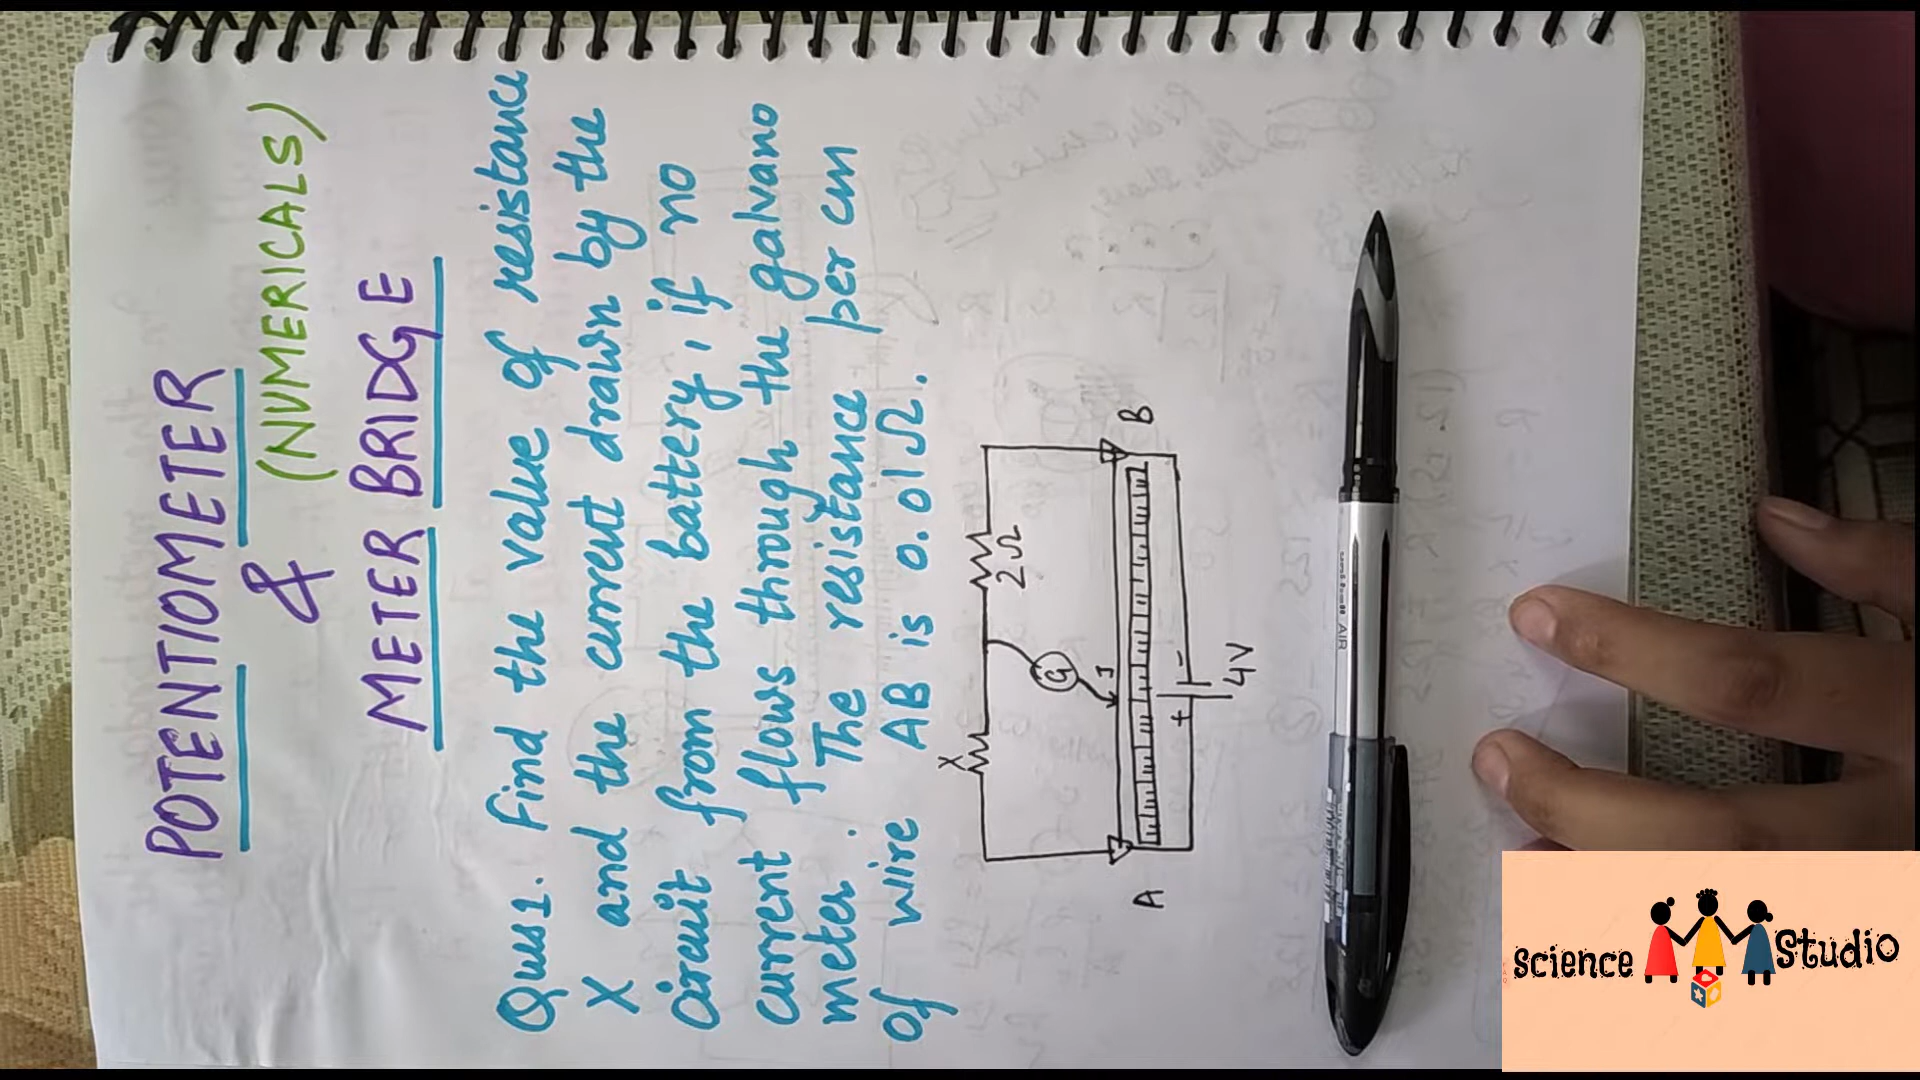 POTENTIOMETER
&
(NUMERICALS)
METER BRIDGE
Ques1. Find the value of resistance
X and the current drawn by the
circuit from the battery, if no
current flows through the galvano
meter. The resistance per cm
of wire AB is 0.01Ω.
X
2Ω
G
J
A
B
+
-
4V
AIR
Science Studio